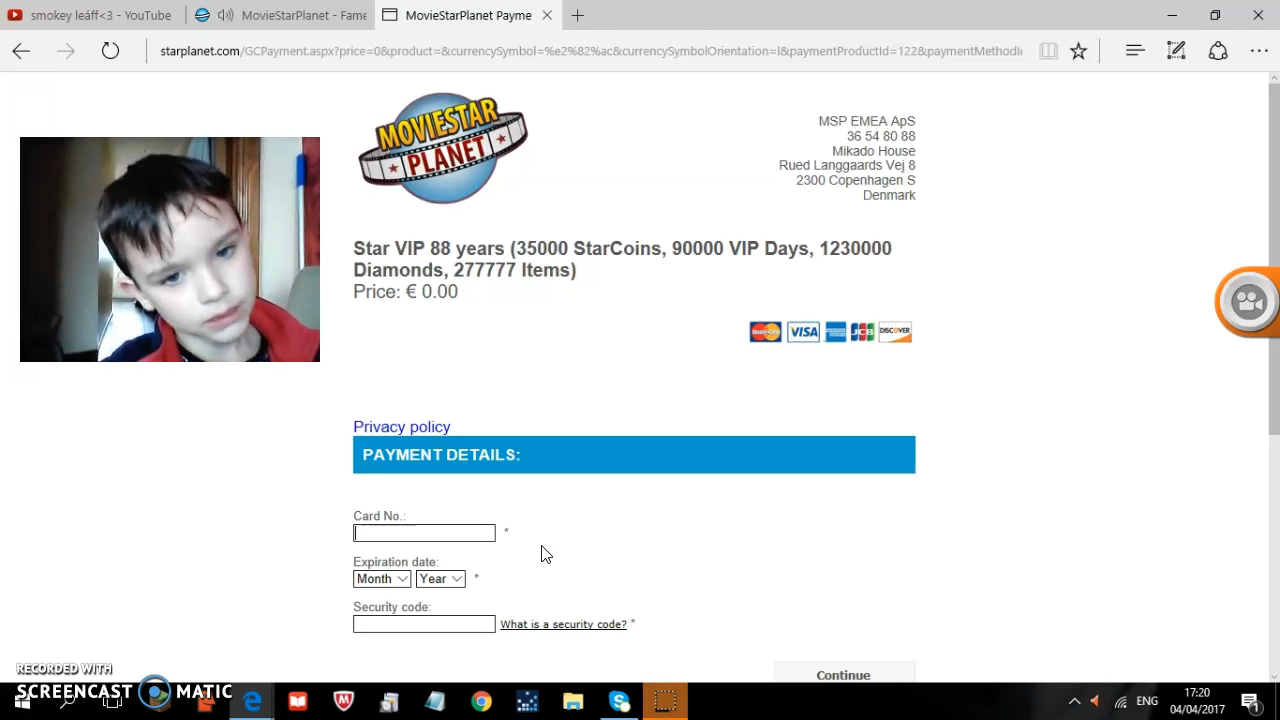 smokey leáff<3 - YouTube
MovieStarPlanet - Fame
MovieStarPlanet Payme
starplanet.com/GCPayment.aspx?price=0&product=&currencySymbol=%e2%82%ac&currencySymbolOrientation=l&paymentProductId=122&paymentMethodId
MOVIESTAR
PLANET
MSP EMEA ApS
36 54 80 88
Mikado House
Rued Langgaards Vej 8
2300 Copenhagen S
Denmark
Star VIP 88 years (35000 StarCoins, 90000 VIP Days, 1230000
Diamonds, 277777 Items)
Price: € 0.00
MasterCard VISA JCB DISCOVER
Privacy policy
PAYMENT DETAILS:
Card No.:
*
Expiration date:
Month Year *
Security code:
What is a security code? *
Continue
RECORDED WITH
SCREENCAST MATIC
ENG
17:20
04/04/2017
1